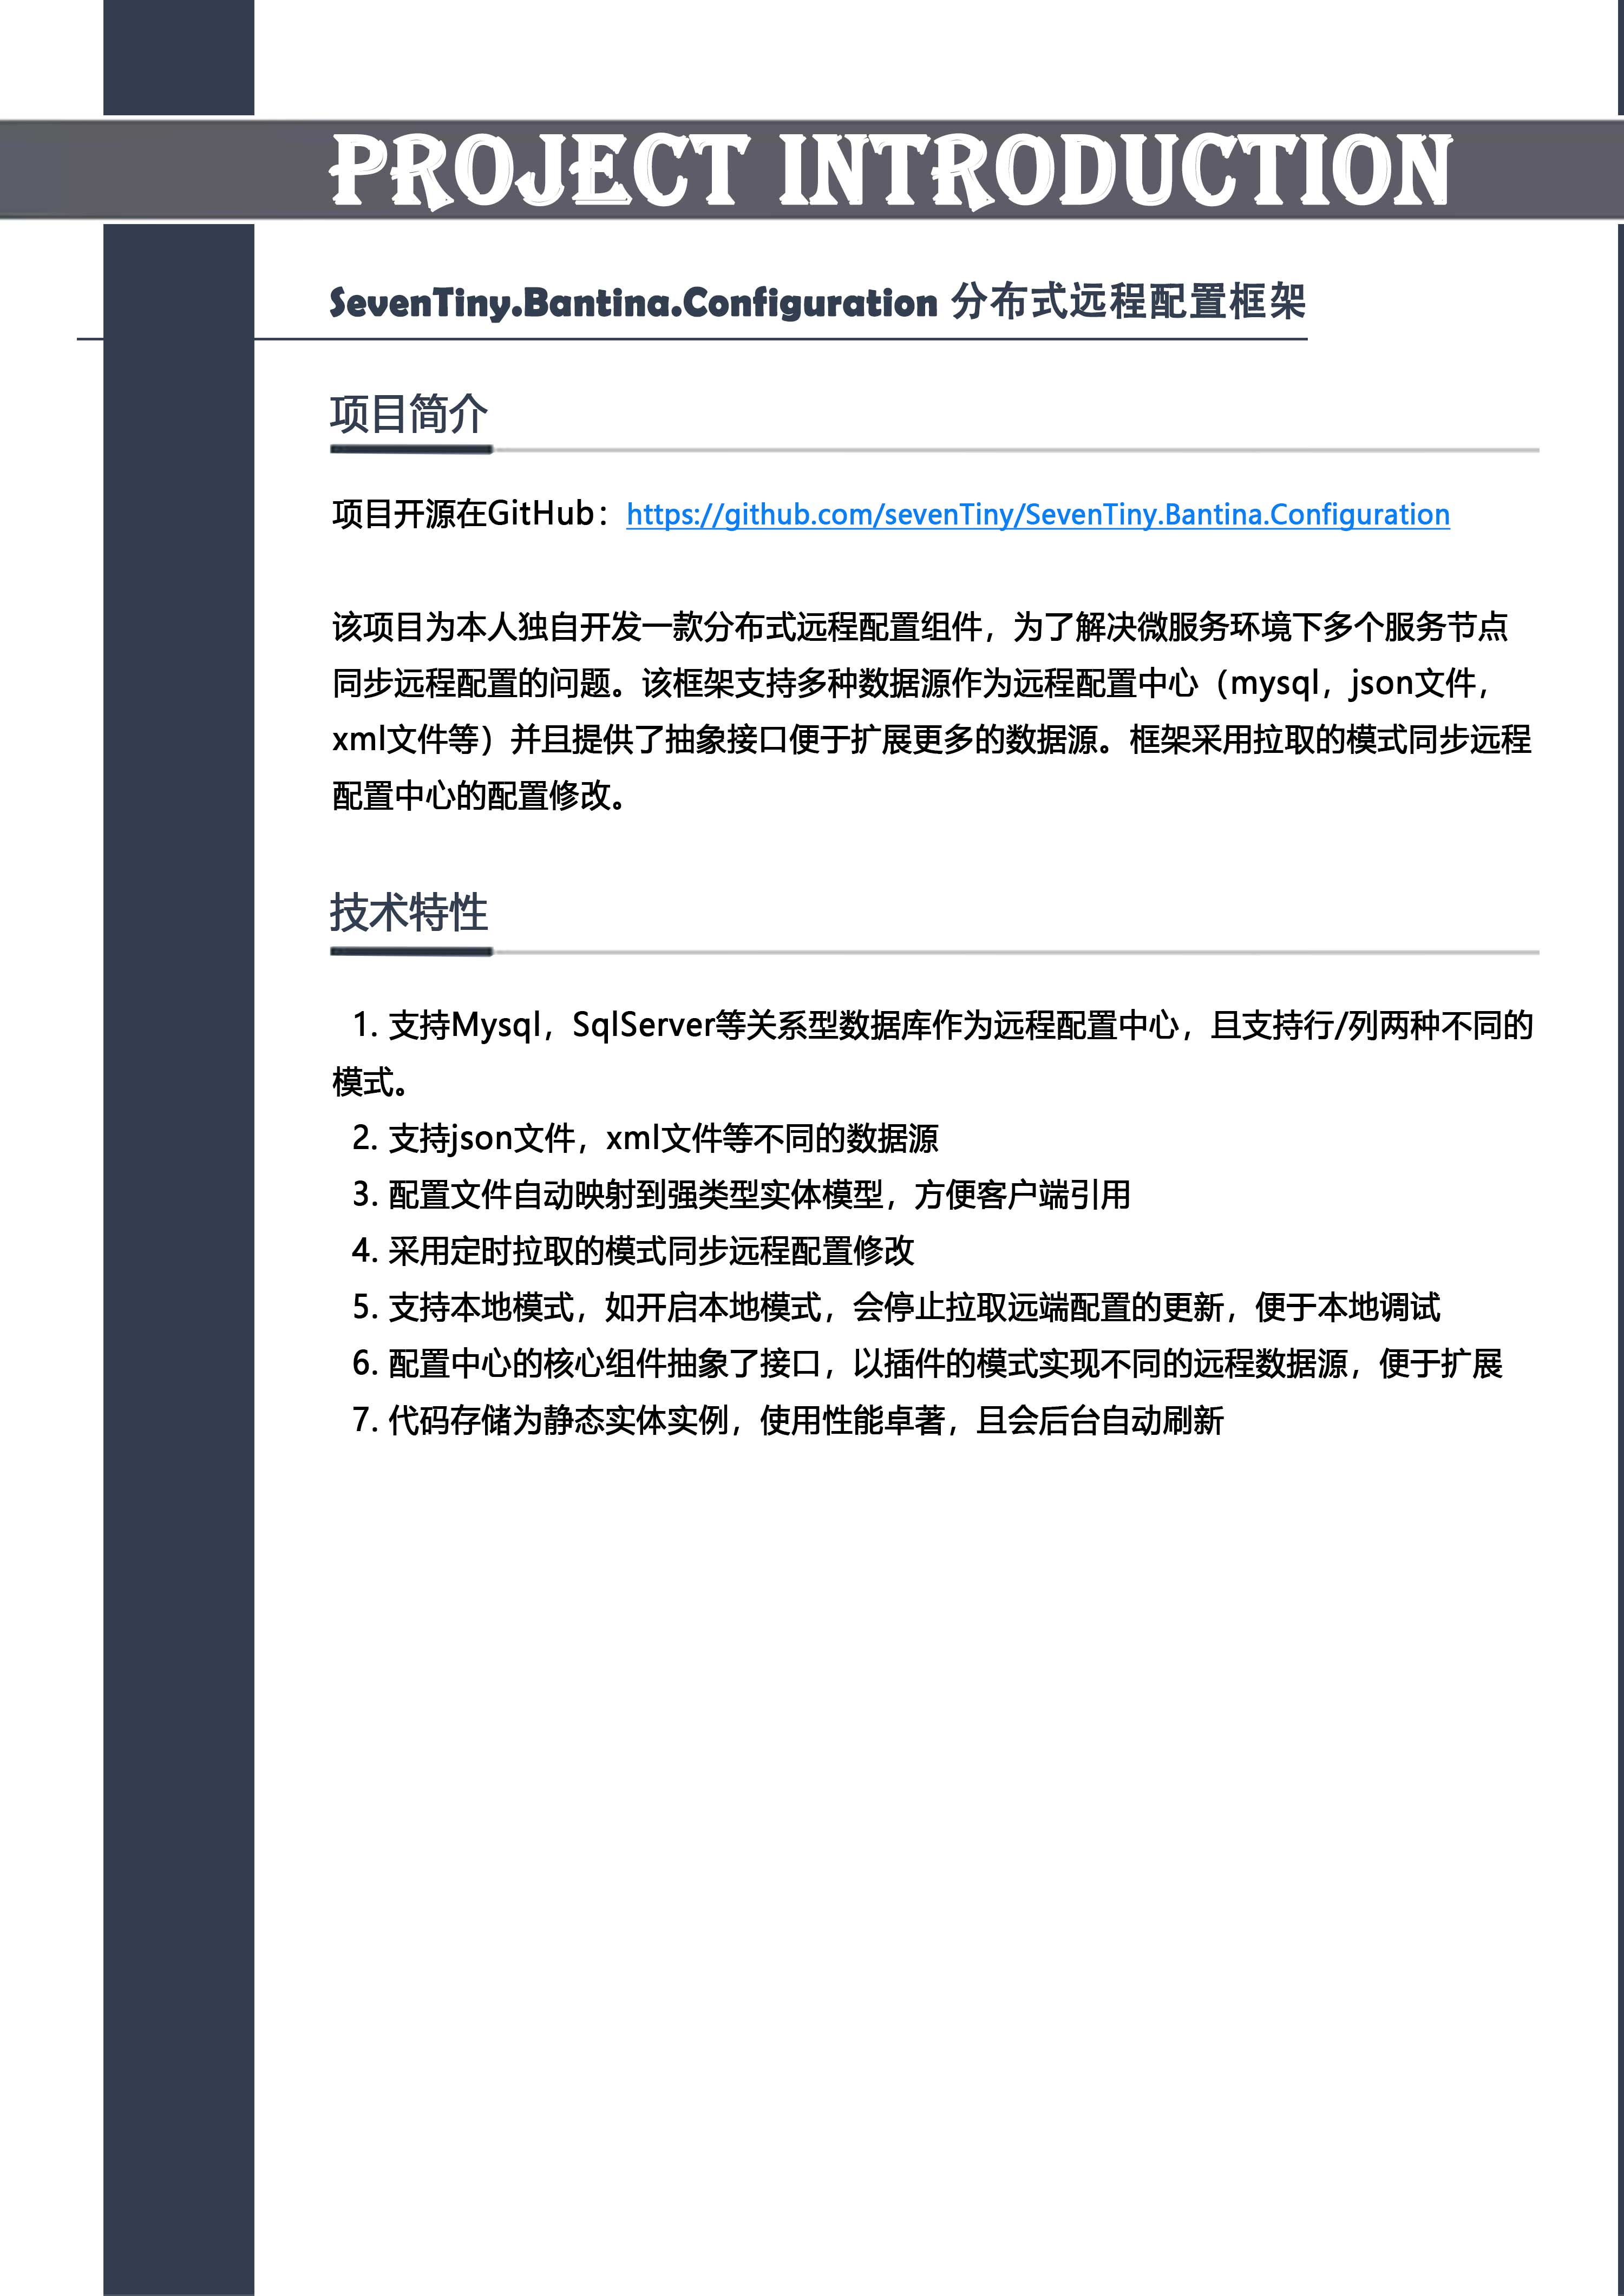 PROJECT INTRODUCTION
SevenTiny.Bantina.Configuration 分布式远程配置框架
项目简介
项目开源在GitHub：https://github.com/sevenTiny/SevenTiny.Bantina.Configuration
该项目为本人独自开发一款分布式远程配置组件，为了解决微服务环境下多个服务节点
同步远程配置的问题。该框架支持多种数据源作为远程配置中心（mysql，json文件，
xml文件等）并且提供了抽象接口便于扩展更多的数据源。框架采用拉取的模式同步远程
配置中心的配置修改。
技术特性
1. 支持Mysql，SqlServer等关系型数据库作为远程配置中心，且支持行/列两种不同的
模式。
2. 支持json文件，xml文件等不同的数据源
3. 配置文件自动映射到强类型实体模型，方便客户端引用
4. 采用定时拉取的模式同步远程配置修改
5. 支持本地模式，如开启本地模式，会停止拉取远端配置的更新，便于本地调试
6. 配置中心的核心组件抽象了接口，以插件的模式实现不同的远程数据源，便于扩展
7. 代码存储为静态实体实例，使用性能卓著，且会后台自动刷新